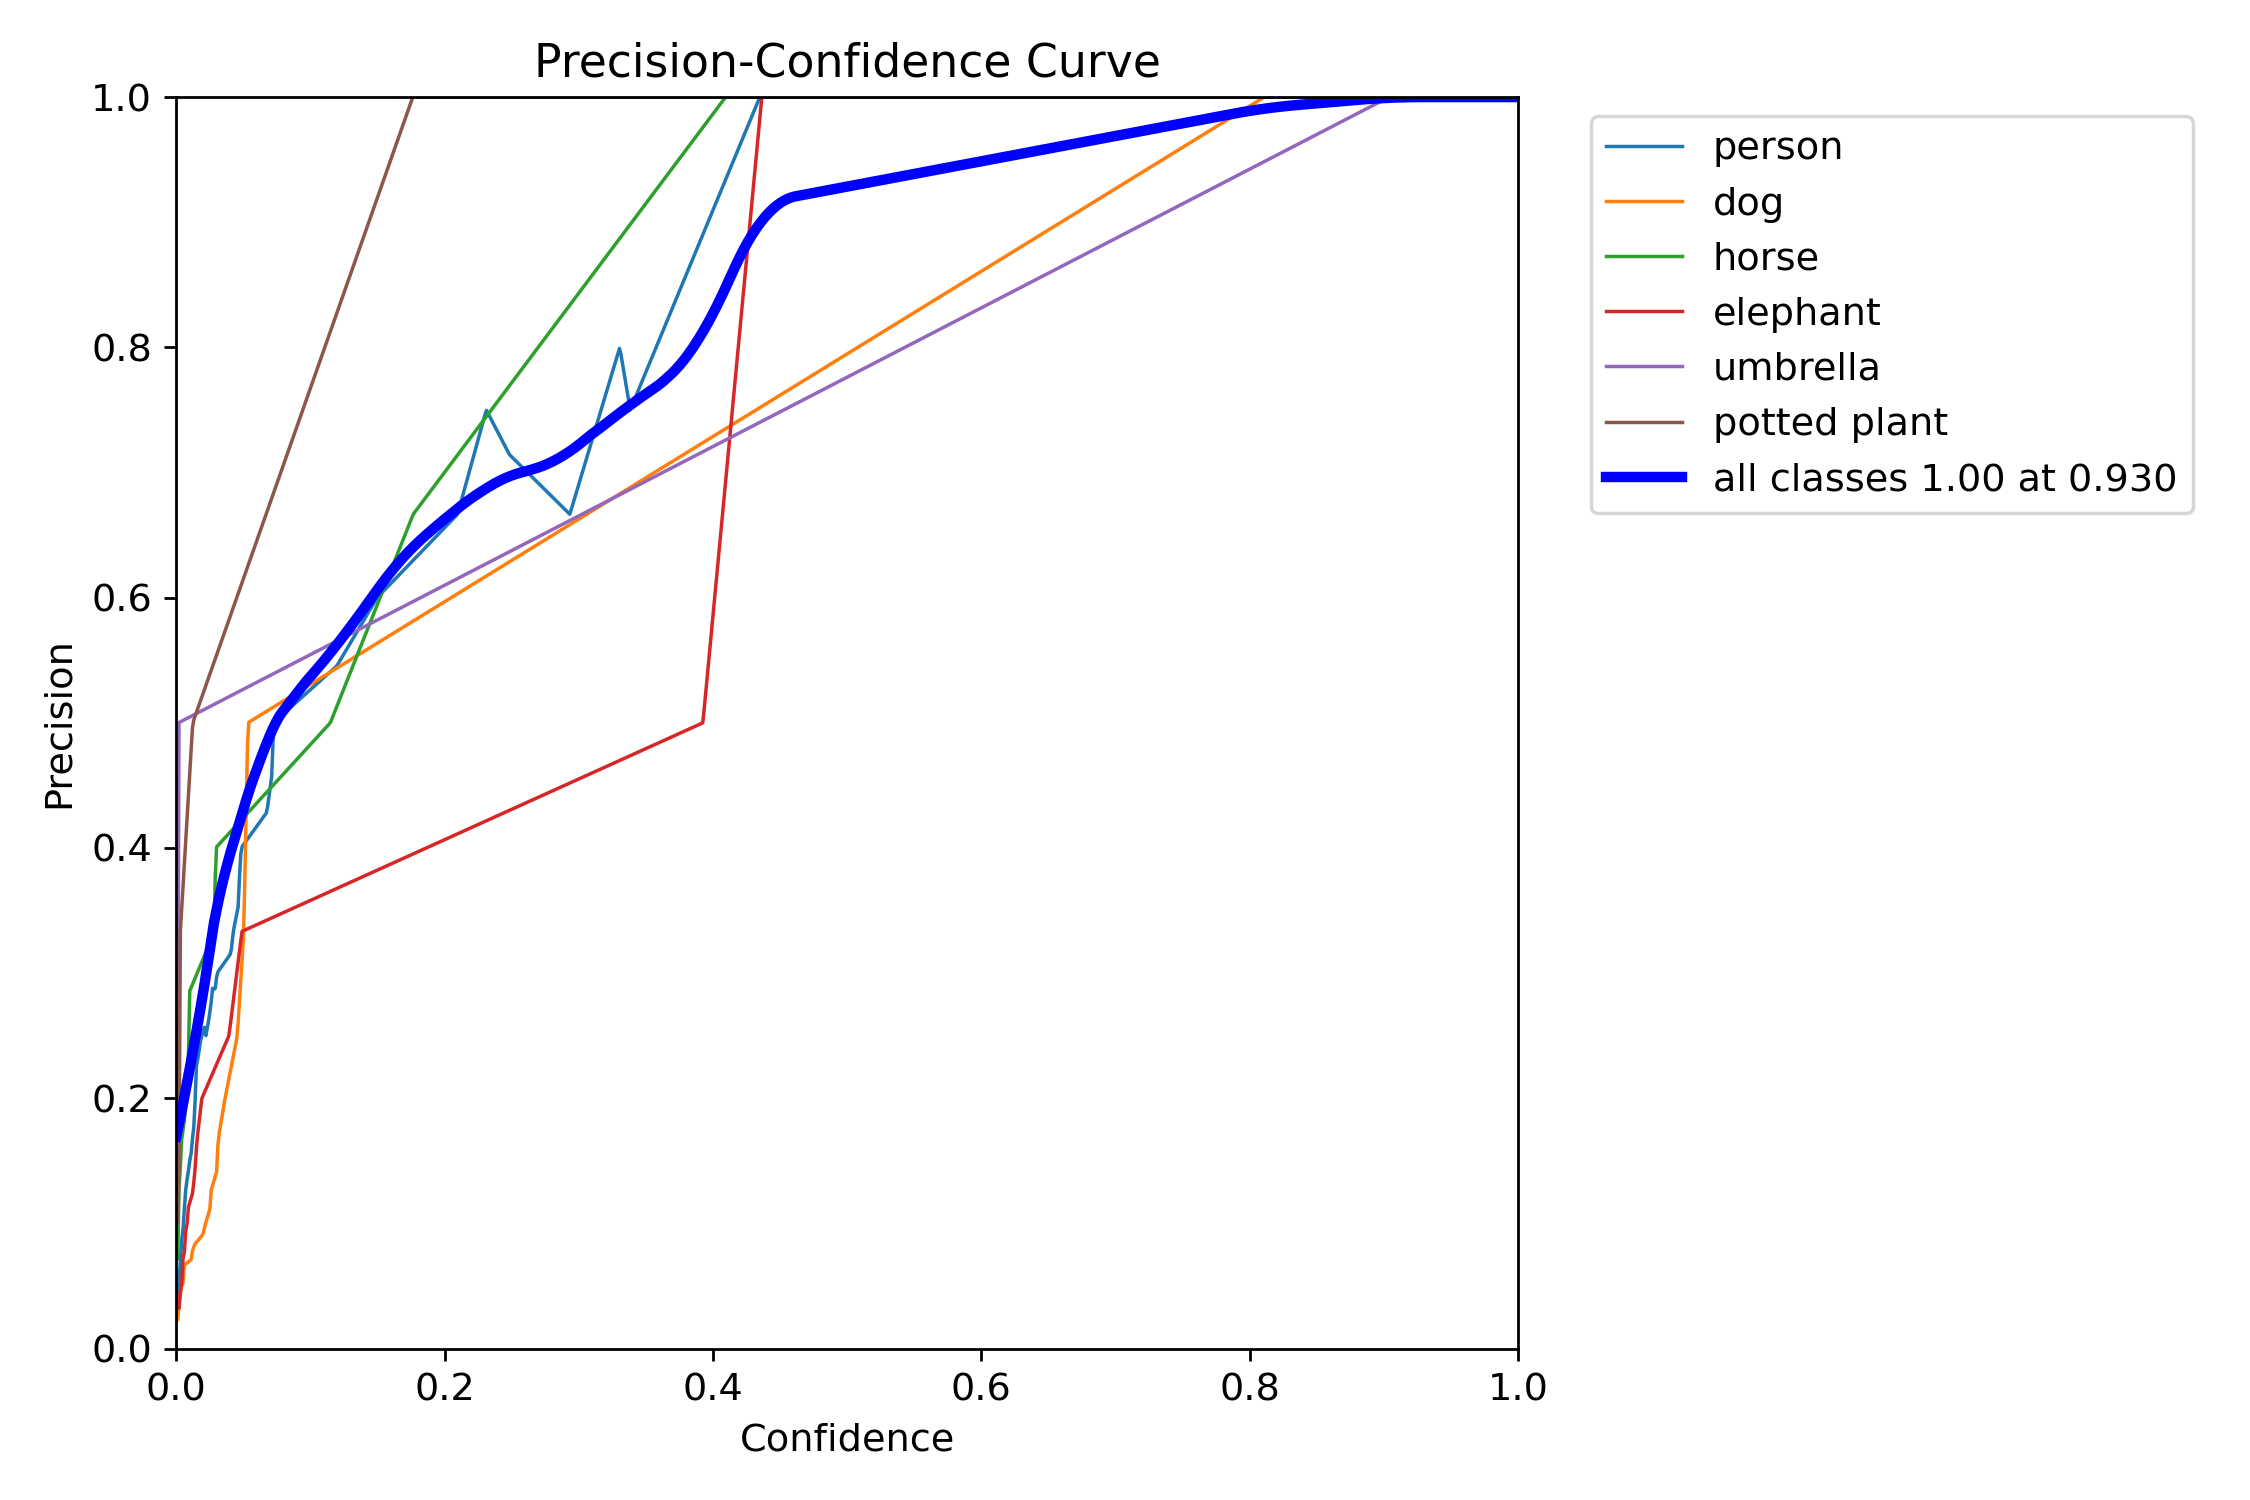 Precision-Confidence Curve
1.0
0.8
0.6
0.4
0.2
0.0
Precision
0.0 0.2 0.4 0.6 0.8 1.0
Confidence
person
dog
horse
elephant
umbrella
potted plant
all classes 1.00 at 0.930